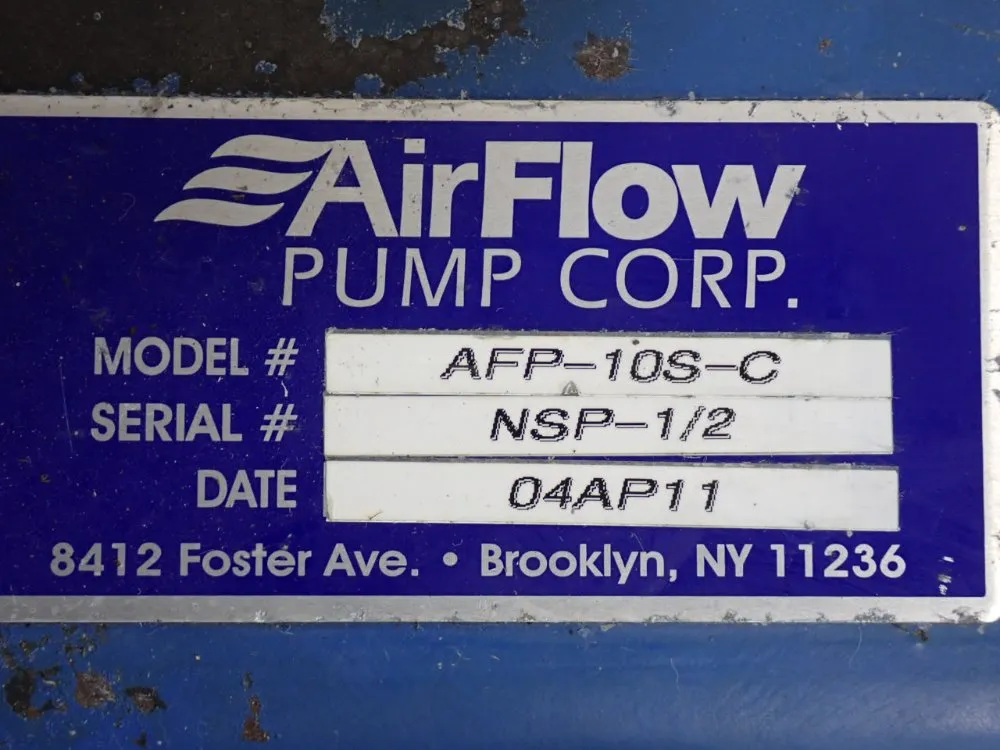 AirFlow
PUMP CORP.
MODEL # AFP-10S-C
SERIAL # NSP-1/2
DATE 04AP11
8412 Foster Ave. • Brooklyn, NY 11236